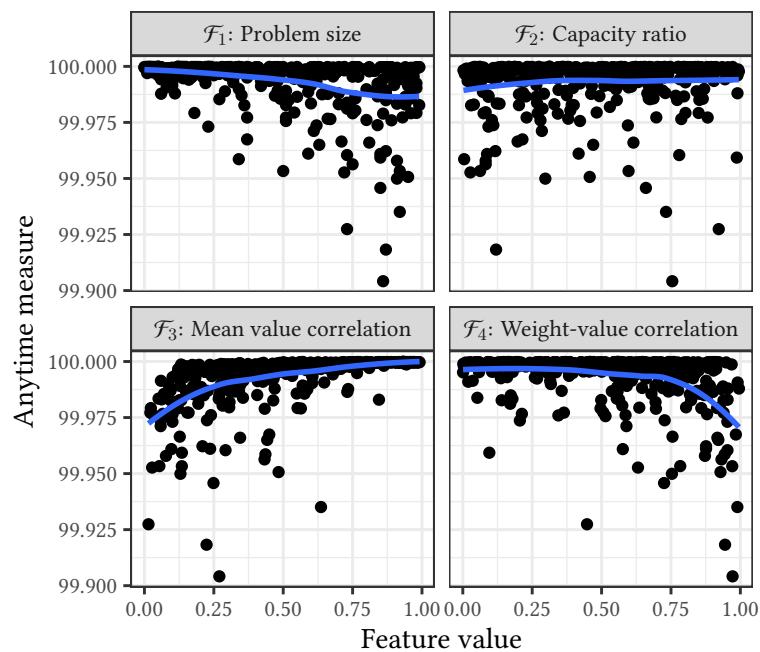 ℱ₁: Problem size
ℱ₂: Capacity ratio
100.000
99.975
99.950
99.925
99.900
Anytime measure
ℱ₃: Mean value correlation
ℱ₄: Weight-value correlation
100.000
99.975
99.950
99.925
99.900
0.00 0.25 0.50 0.75 1.00 0.00 0.25 0.50 0.75 1.00
Feature value